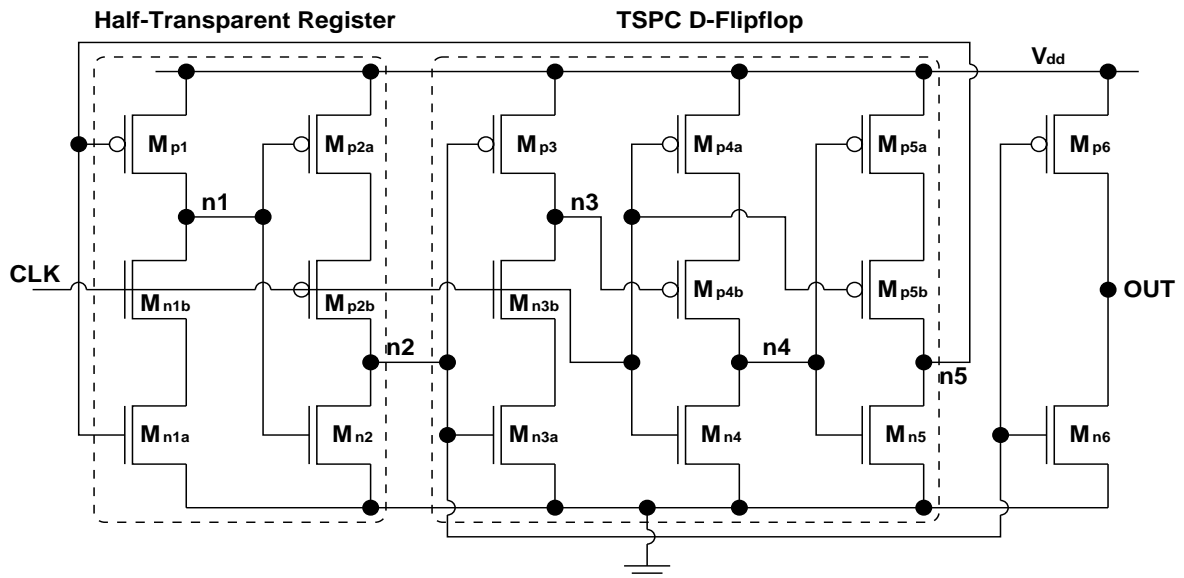 Half-Transparent Register
TSPC D-Flipflop
Vdd
Mp1
Mp2a
Mp3
Mp4a
Mp5a
Mp6
n1
n3
CLK
Mn1b
Mp2b
Mn3b
Mp4b
Mp5b
OUT
n2
n4
n5
Mn1a
Mn2
Mn3a
Mn4
Mn5
Mn6